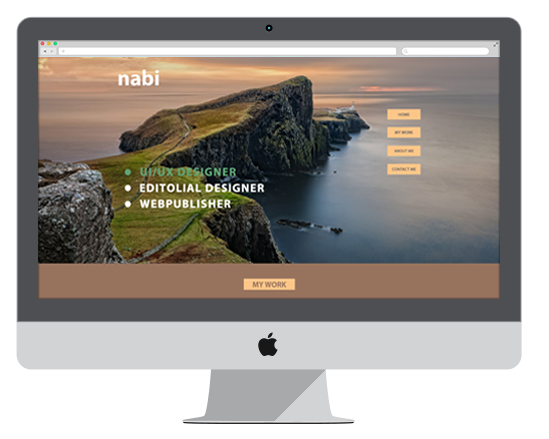 nabi
HOME
MY WORK
ABOUT ME
CONTACT ME
UI/UX DESIGNER
EDITOLIAL DESIGNER
WEBPUBLISHER
MY WORK